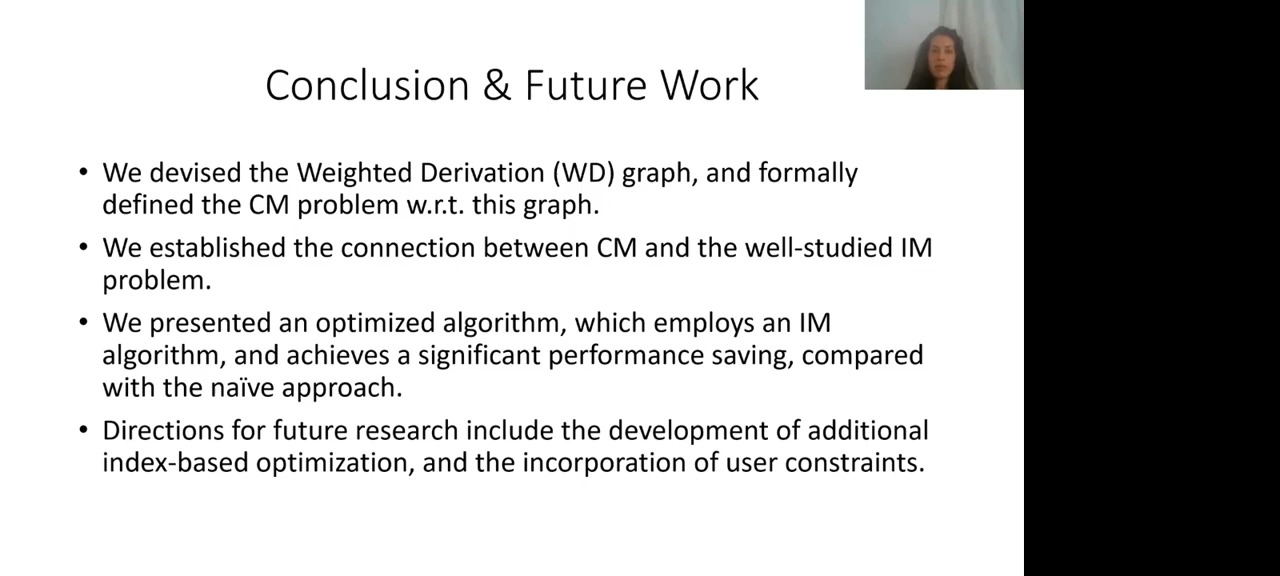 Conclusion & Future Work
• We devised the Weighted Derivation (WD) graph, and formally
defined the CM problem w.r.t. this graph.
• We established the connection between CM and the well-studied IM
problem.
• We presented an optimized algorithm, which employs an IM
algorithm, and achieves a significant performance saving, compared
with the naïve approach.
• Directions for future research include the development of additional
index-based optimization, and the incorporation of user constraints.